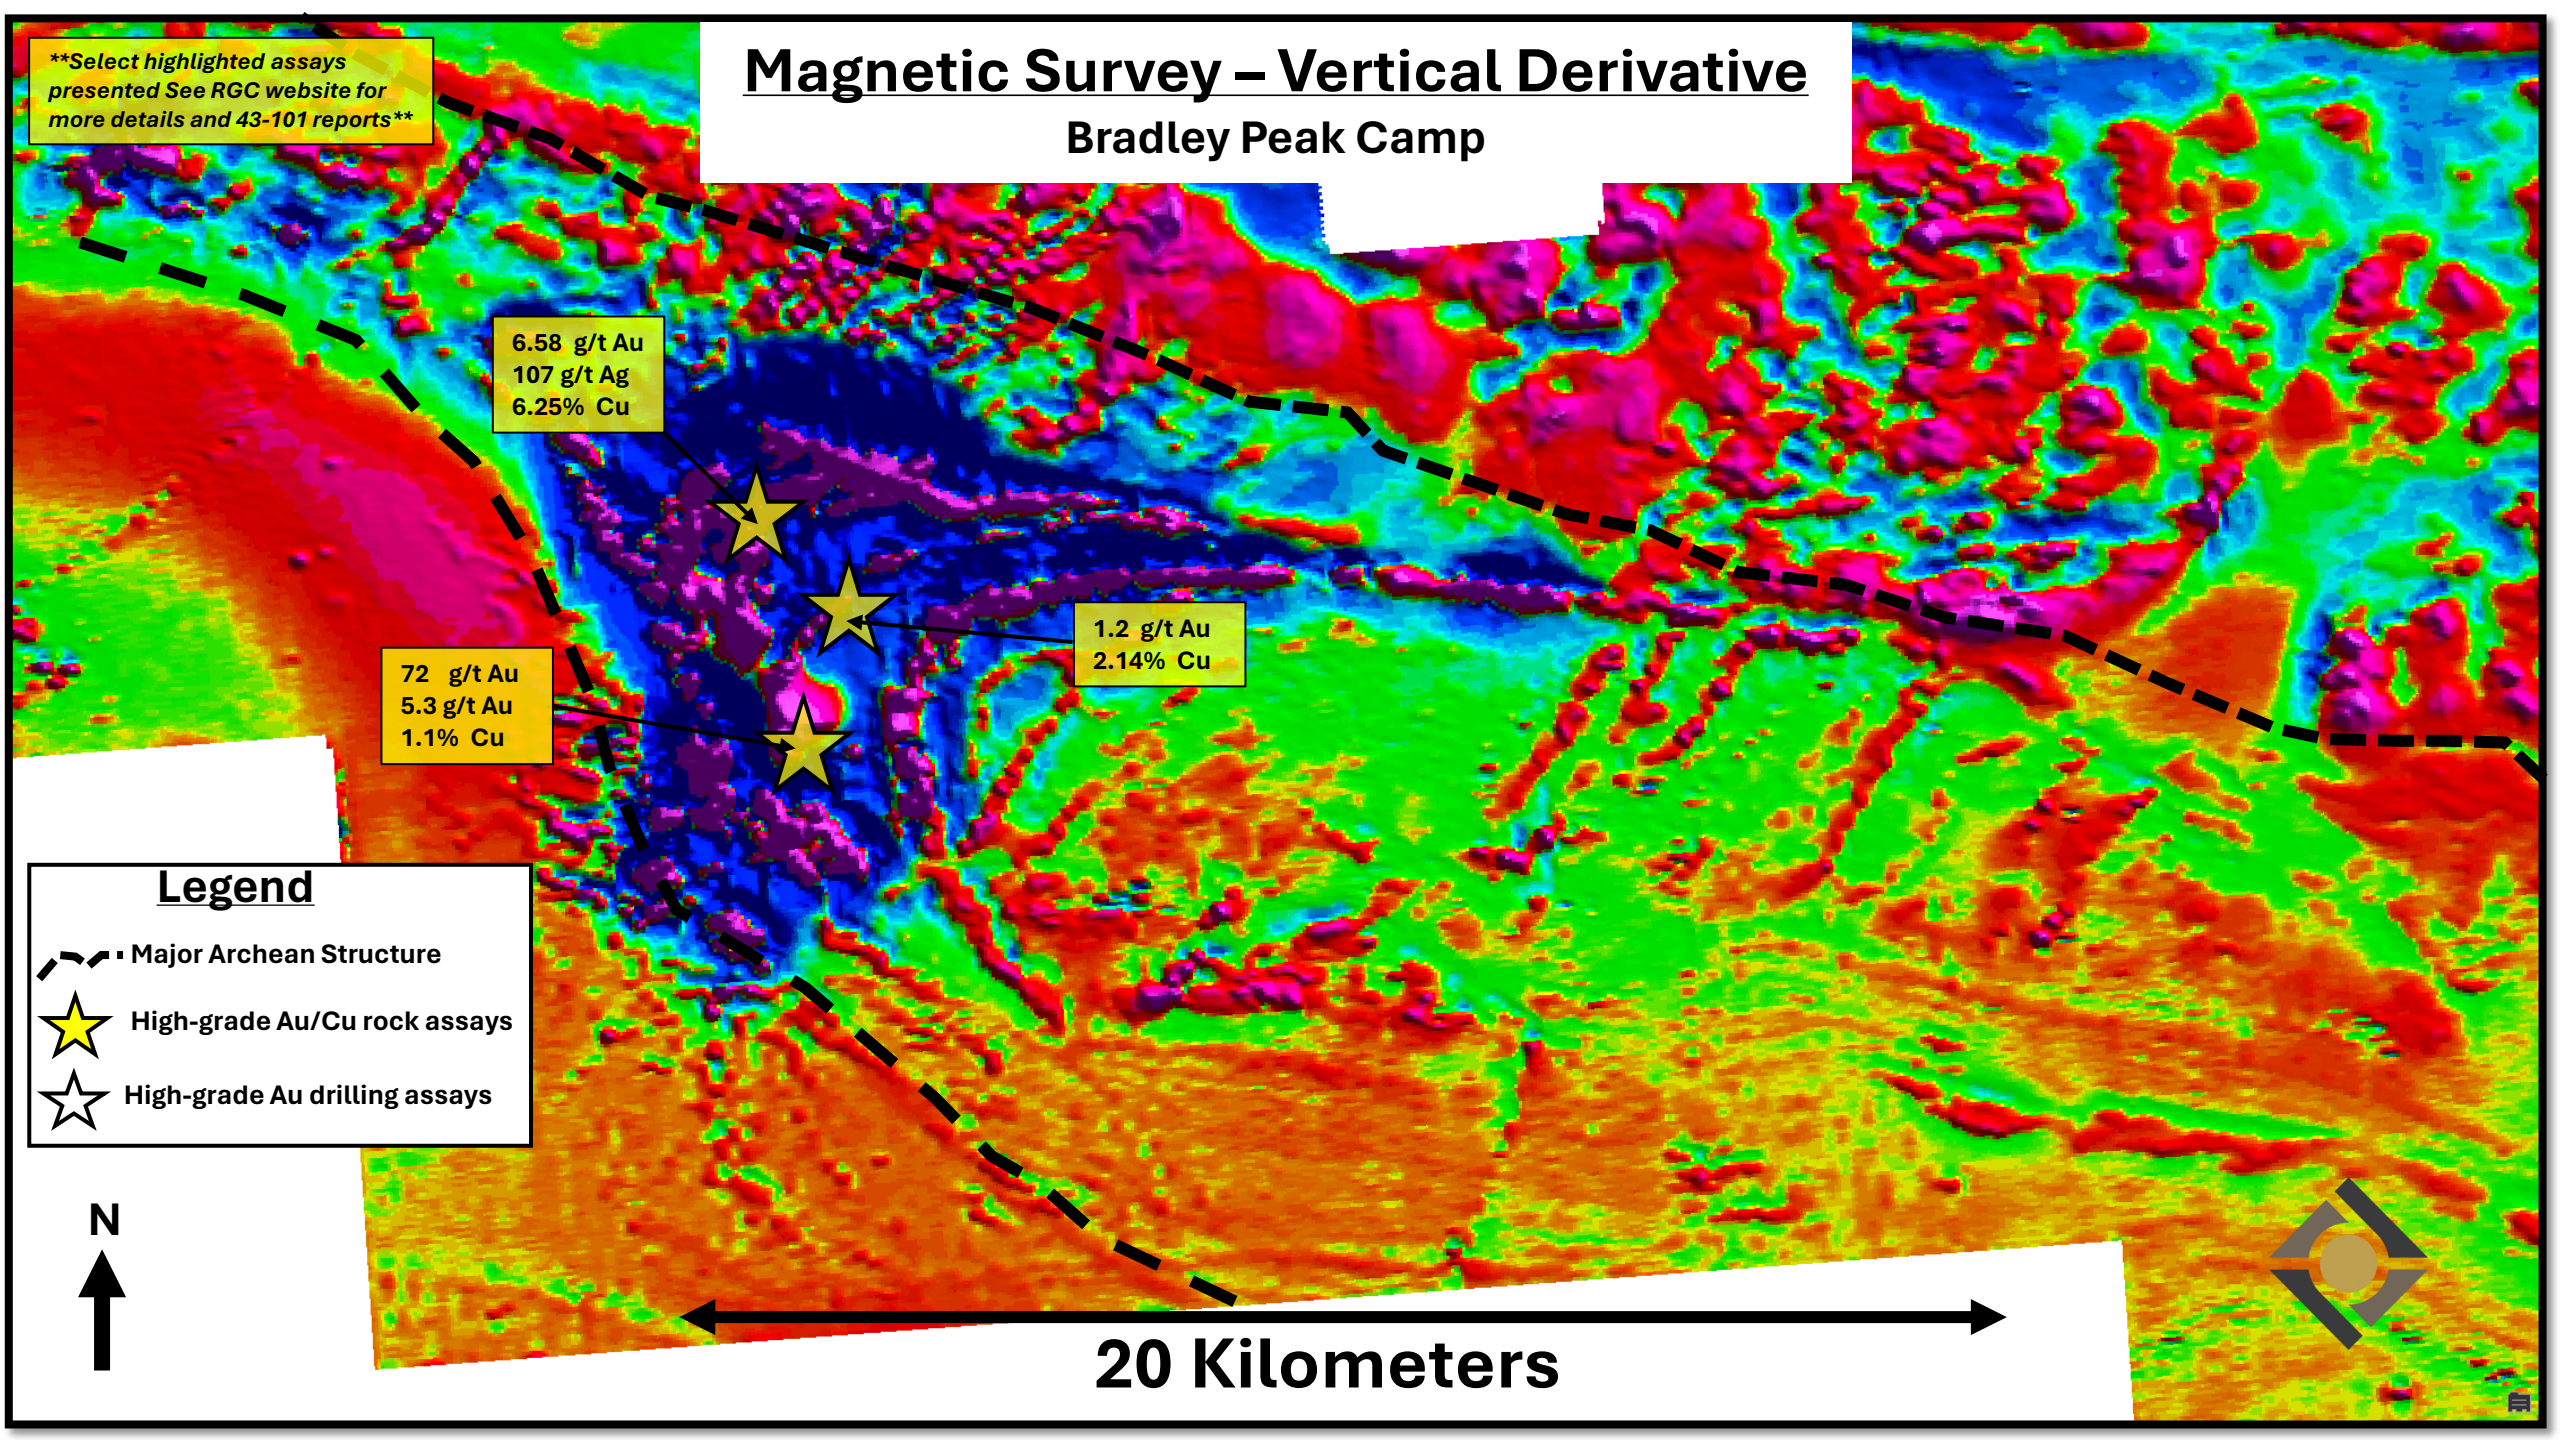 **Select highlighted assays
presented See RGC website for
more details and 43-101 reports**
Magnetic Survey – Vertical Derivative
Bradley Peak Camp
6.58 g/t Au
107 g/t Ag
6.25% Cu
1.2 g/t Au
2.14% Cu
72 g/t Au
5.3 g/t Au
1.1% Cu
Legend
Major Archean Structure
High-grade Au/Cu rock assays
High-grade Au drilling assays
N
20 Kilometers